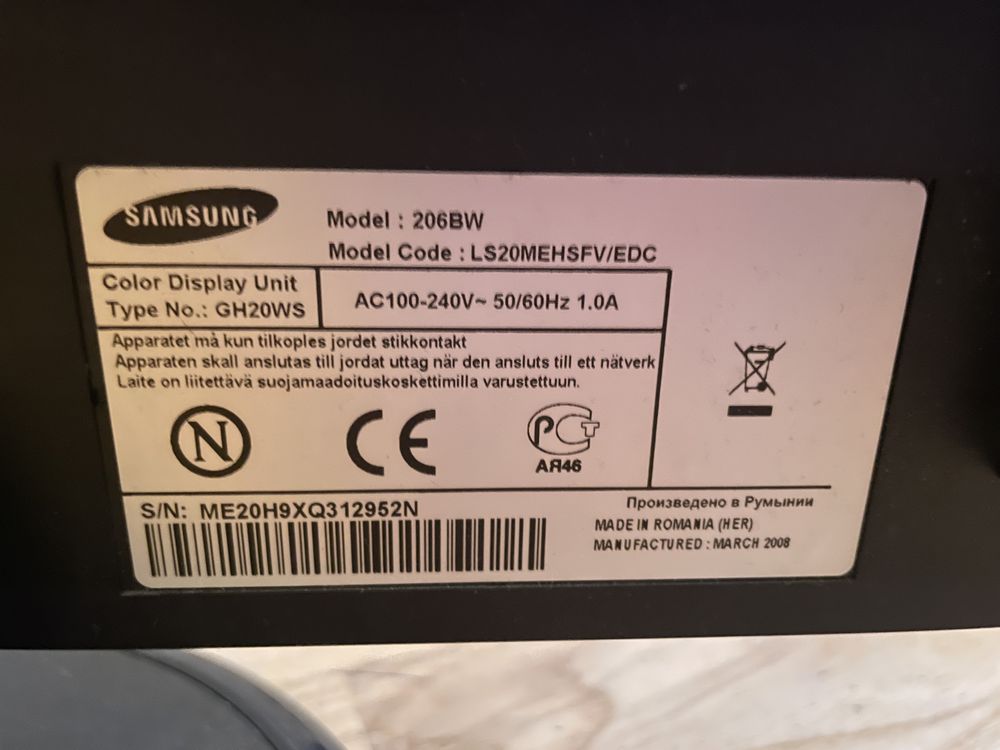 SAMSUNG
Model : 206BW
Model Code : LS20MEHSFV/EDC
Color Display Unit
Type No.: GH20WS
AC100-240V~ 50/60Hz 1.0A
Apparatet må kun tilkoples jordet stikkontakt
Apparaten skall anslutas till jordat uttag när den ansluts till ett nätverk
Laite on liitettävä suojamaadoituskoskettimilla varustettuun.
N
CE
PCT
АЯ46
S/N: ME20H9XQ312952N
Произведено в Румынии
MADE IN ROMANIA (HER)
MANUFACTURED : MARCH 2008